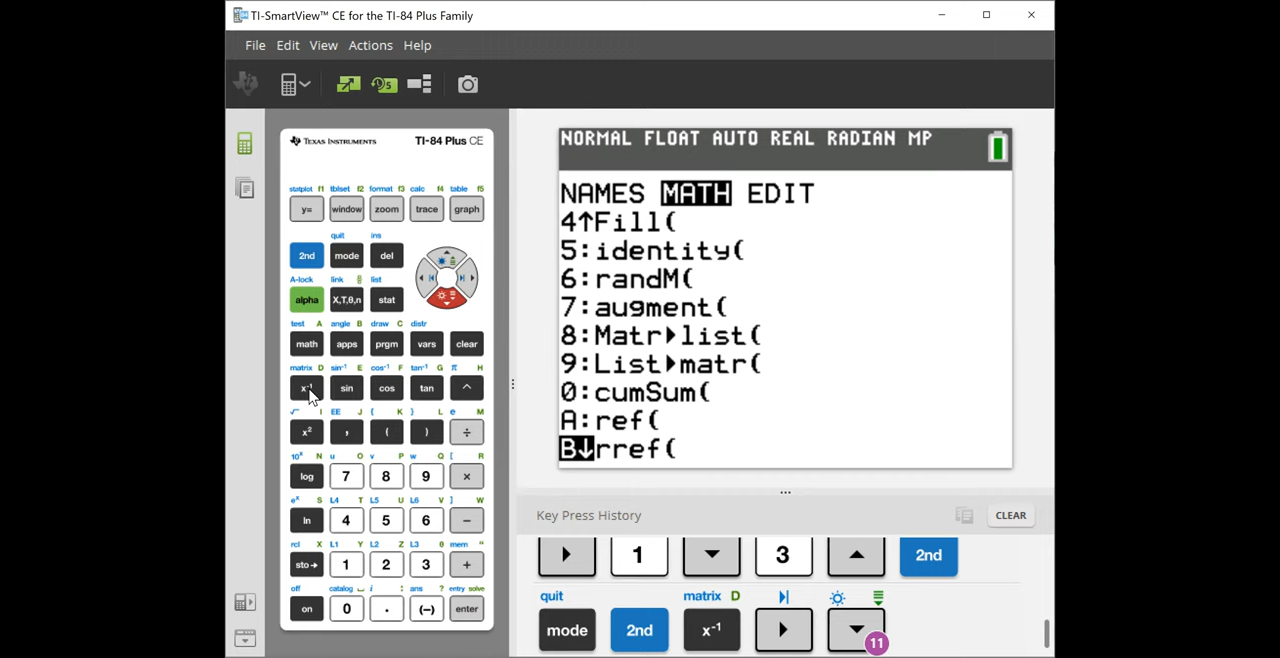 TI-SmartView™ CE for the TI-84 Plus Family
File Edit View Actions Help
TEXAS INSTRUMENTS TI-84 Plus CE
statplot f1 tblset f2 format f3 calc f4 table f5
y= window zoom trace graph
quit ins
2nd mode del
A-lock link list
alpha X,T,θ,n stat
test A angle B draw C distr
math apps prgm vars clear
matrix D sin⁻¹ E cos⁻¹ F tan⁻¹ G π H
x⁻¹ sin cos tan ^
√ I EE J { K } L e M
x² , ( ) ÷
10ˣ N u O v P w Q [ R
log 7 8 9 ×
eˣ S L4 T L5 U L6 V ] W
ln 4 5 6 −
rcl X L1 Y L2 Z L3 θ mem "
sto→ 1 2 3 +
off catalog ⎵ i : ans ? entry solve
on 0 . (−) enter
NORMAL FLOAT AUTO REAL RADIAN MP
NAMES MATH EDIT
4↑Fill(
5:identity(
6:randM(
7:augment(
8:Matr▸list(
9:List▸matr(
0:cumSum(
A:ref(
B↓rref(
Key Press History CLEAR
1 3 2nd
quit matrix D
mode 2nd x⁻¹
11